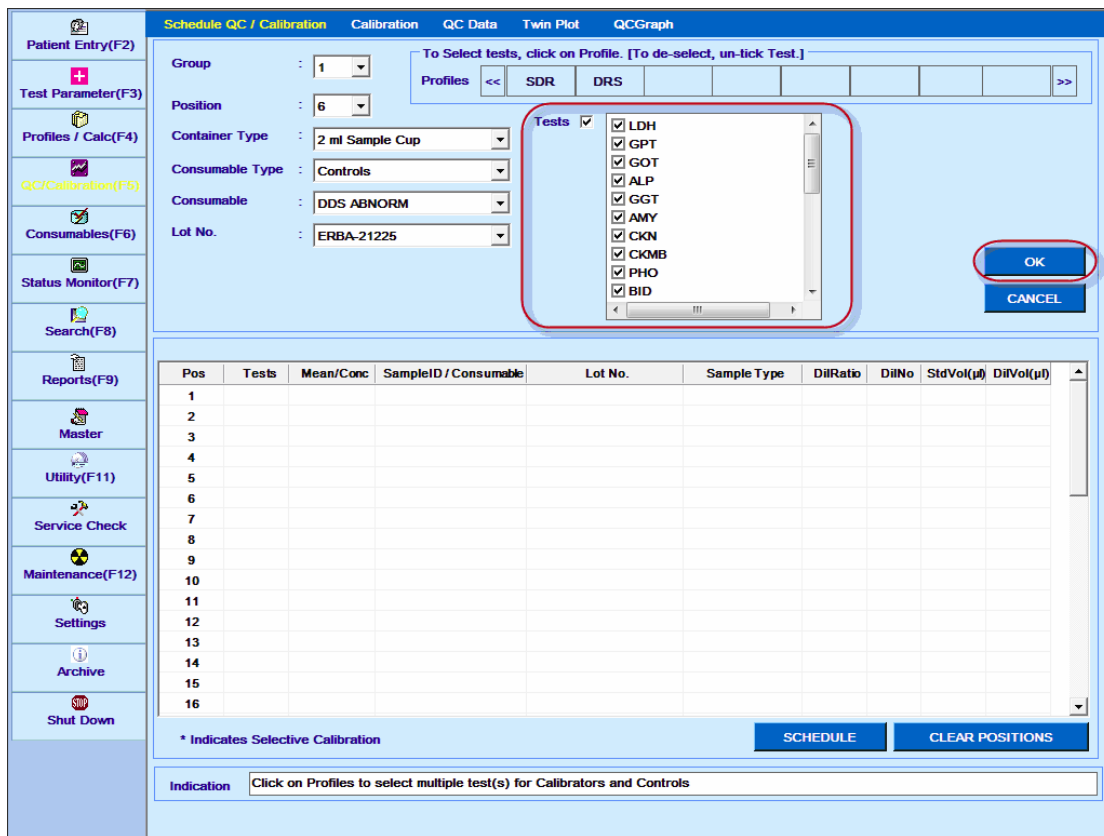 Patient Entry(F2)
Test Parameter(F3)
Profiles / Calc(F4)
QC/Calibration(F5)
Consumables(F6)
Status Monitor(F7)
Search(F8)
Reports(F9)
Master
Utility(F11)
Service Check
Maintenance(F12)
Settings
Archive
STOP
Shut Down
Schedule QC / Calibration Calibration QC Data Twin Plot QCGraph
Group : 1
Position : 6
Container Type : 2 ml Sample Cup
Consumable Type : Controls
Consumable : DDS ABNORM
Lot No. : ERBA-21225
To Select tests, click on Profile. [To de-select, un-tick Test.]
Profiles << SDR DRS >>
Tests
LDH
GPT
GOT
ALP
GGT
AMY
CKN
CKMB
PHO
BID
OK
CANCEL
Pos Tests Mean/Conc SampleID / Consumable Lot No. Sample Type DilRatio DilNo StdVol(µl) DilVol(µl)
1
2
3
4
5
6
7
8
9
10
11
12
13
14
15
16
* Indicates Selective Calibration
SCHEDULE CLEAR POSITIONS
Indication Click on Profiles to select multiple test(s) for Calibrators and Controls